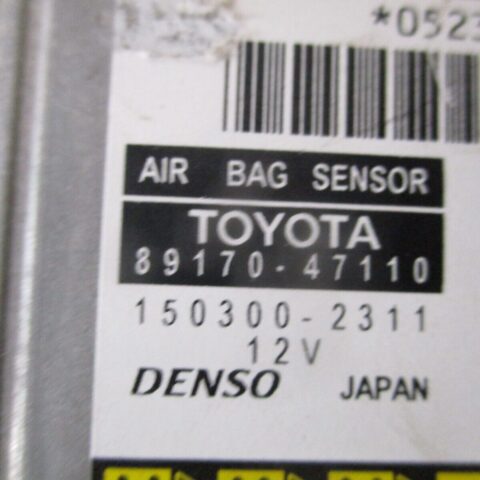 *0523
AIR BAG SENSOR
TOYOTA
89170-47110
150300-2311
12V
DENSO JAPAN